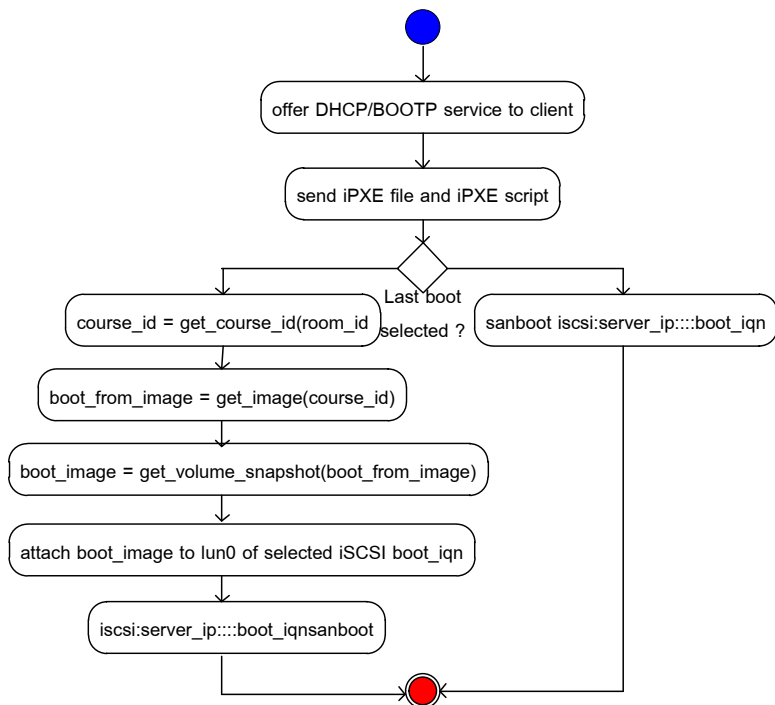 offer DHCP/BOOTP service to client
send iPXE file and iPXE script
Last boot
selected ?
course_id = get_course_id(room_id
sanboot iscsi:server_ip::::boot_iqn
boot_from_image = get_image(course_id)
boot_image = get_volume_snapshot(boot_from_image)
attach boot_image to lun0 of selected iSCSI boot_iqn
iscsi:server_ip::::boot_iqnsanboot